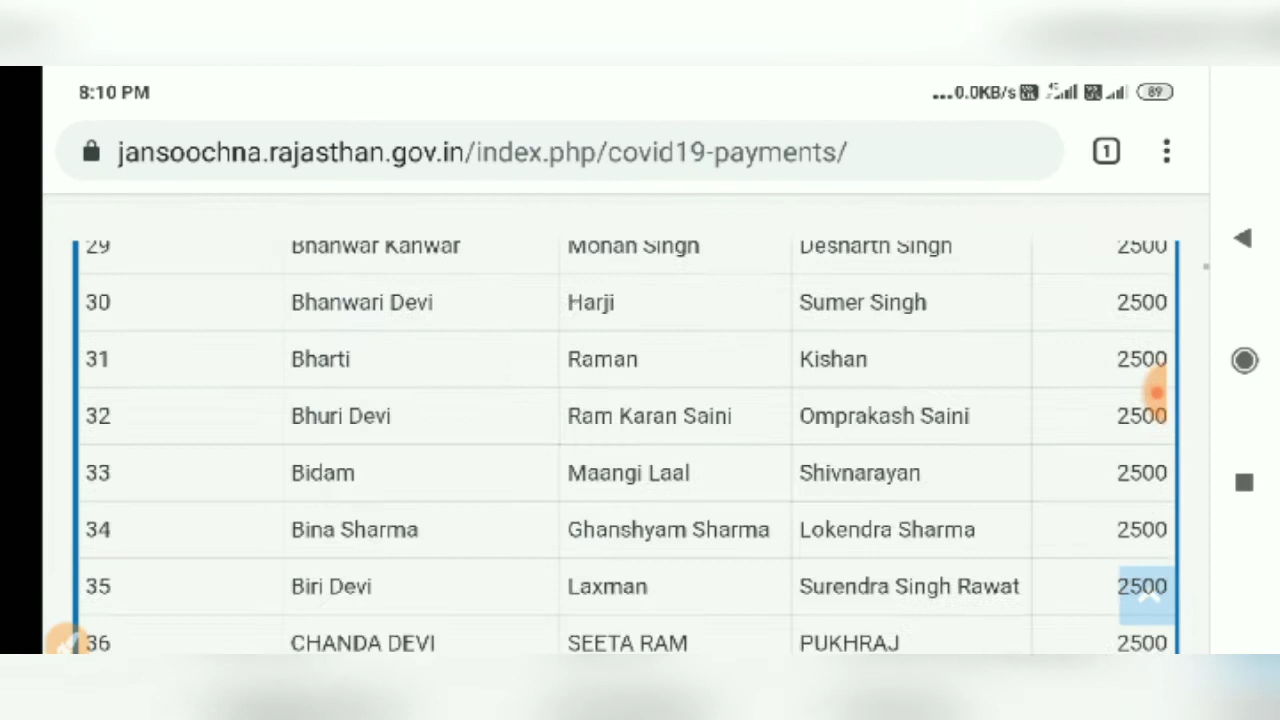 8:10 PM
...0.0KB/s 4G 89
jansoochna.rajasthan.gov.in/index.php/covid19-payments/
1
29 Bhanwar Kanwar Mohan Singh Desharth Singh 2500
30 Bhanwari Devi Harji Sumer Singh 2500
31 Bharti Raman Kishan 2500
32 Bhuri Devi Ram Karan Saini Omprakash Saini 2500
33 Bidam Maangi Laal Shivnarayan 2500
34 Bina Sharma Ghanshyam Sharma Lokendra Sharma 2500
35 Biri Devi Laxman Surendra Singh Rawat 2500
36 CHANDA DEVI SEETA RAM PUKHRAJ 2500